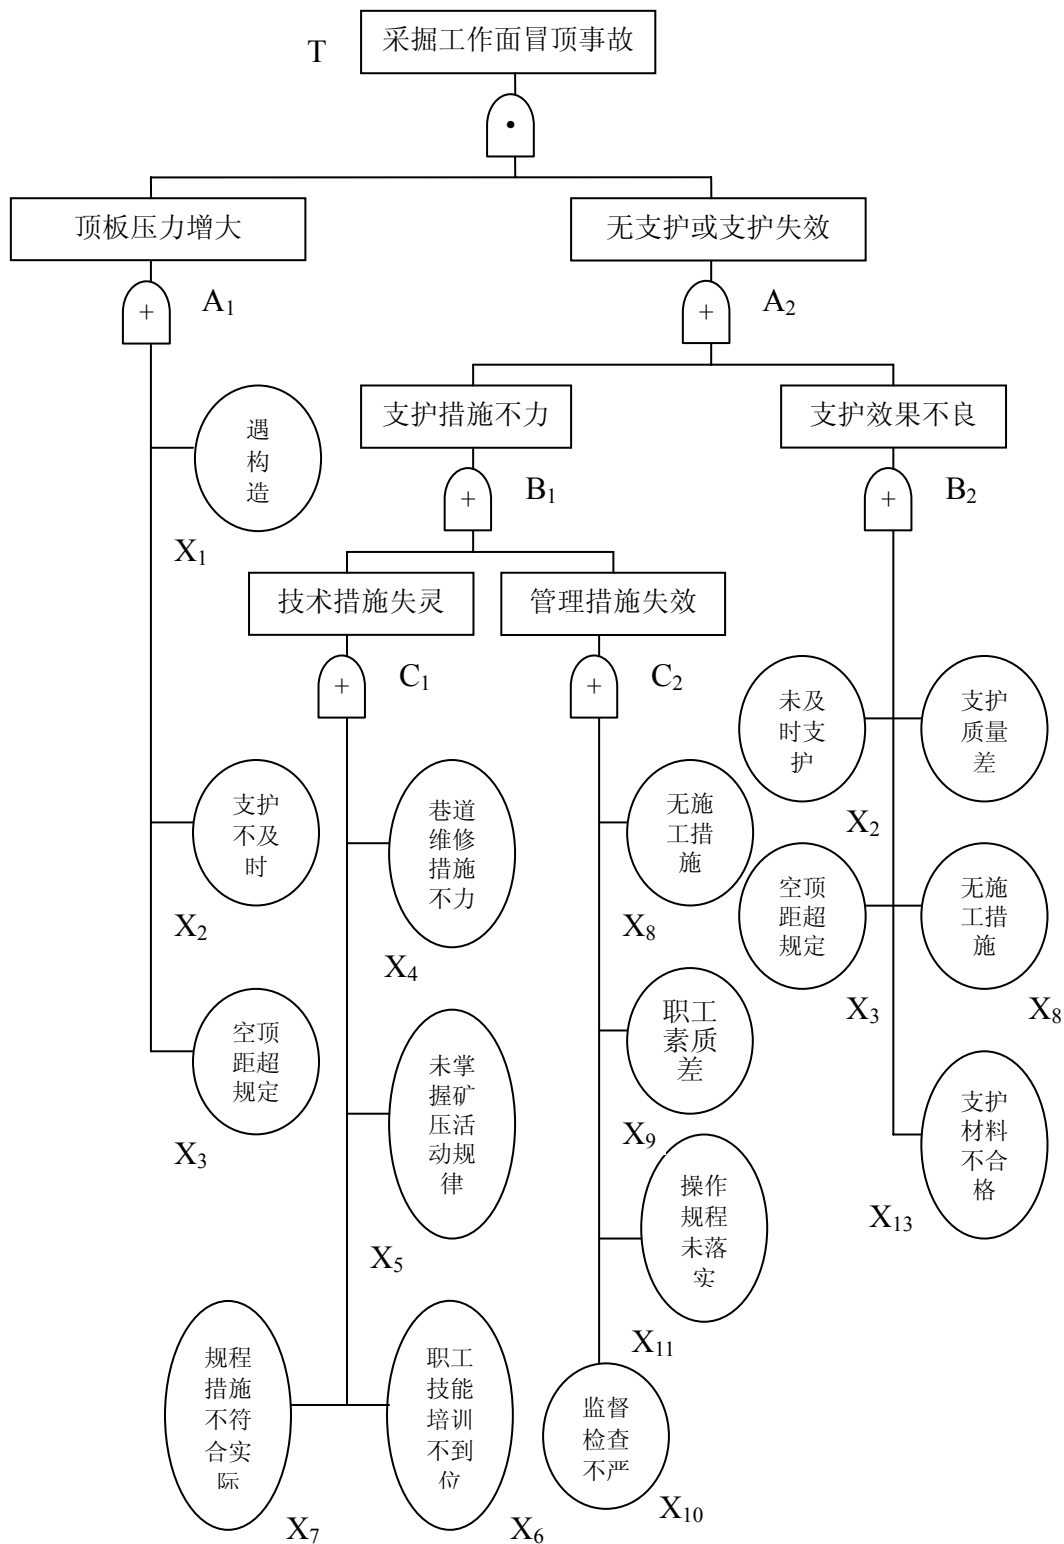 采掘工作面冒顶事故
T
•
顶板压力增大
无支护或支护失效
+
A1
+
A2
支护措施不力
支护效果不良
遇
构
造
X1
+
B1
+
B2
技术措施失灵
管理措施失效
+
C1
+
C2
未及
时支
护
X2
支护
质量
差
支护
不及
时
X2
巷道
维修
措施
不力
X4
无施
工措
施
X8
空顶
距超
规定
X3
无施
工措
施
X8
空顶
距超
规定
X3
未掌
握矿
压活
动规
律
X5
职工
素质
差
X9
支护
材料
不合
格
X13
操作
规程
未落
实
X11
规程
措施
不符
合实
际
X7
职工
技能
培训
不到
位
X6
监督
检查
不严
X10